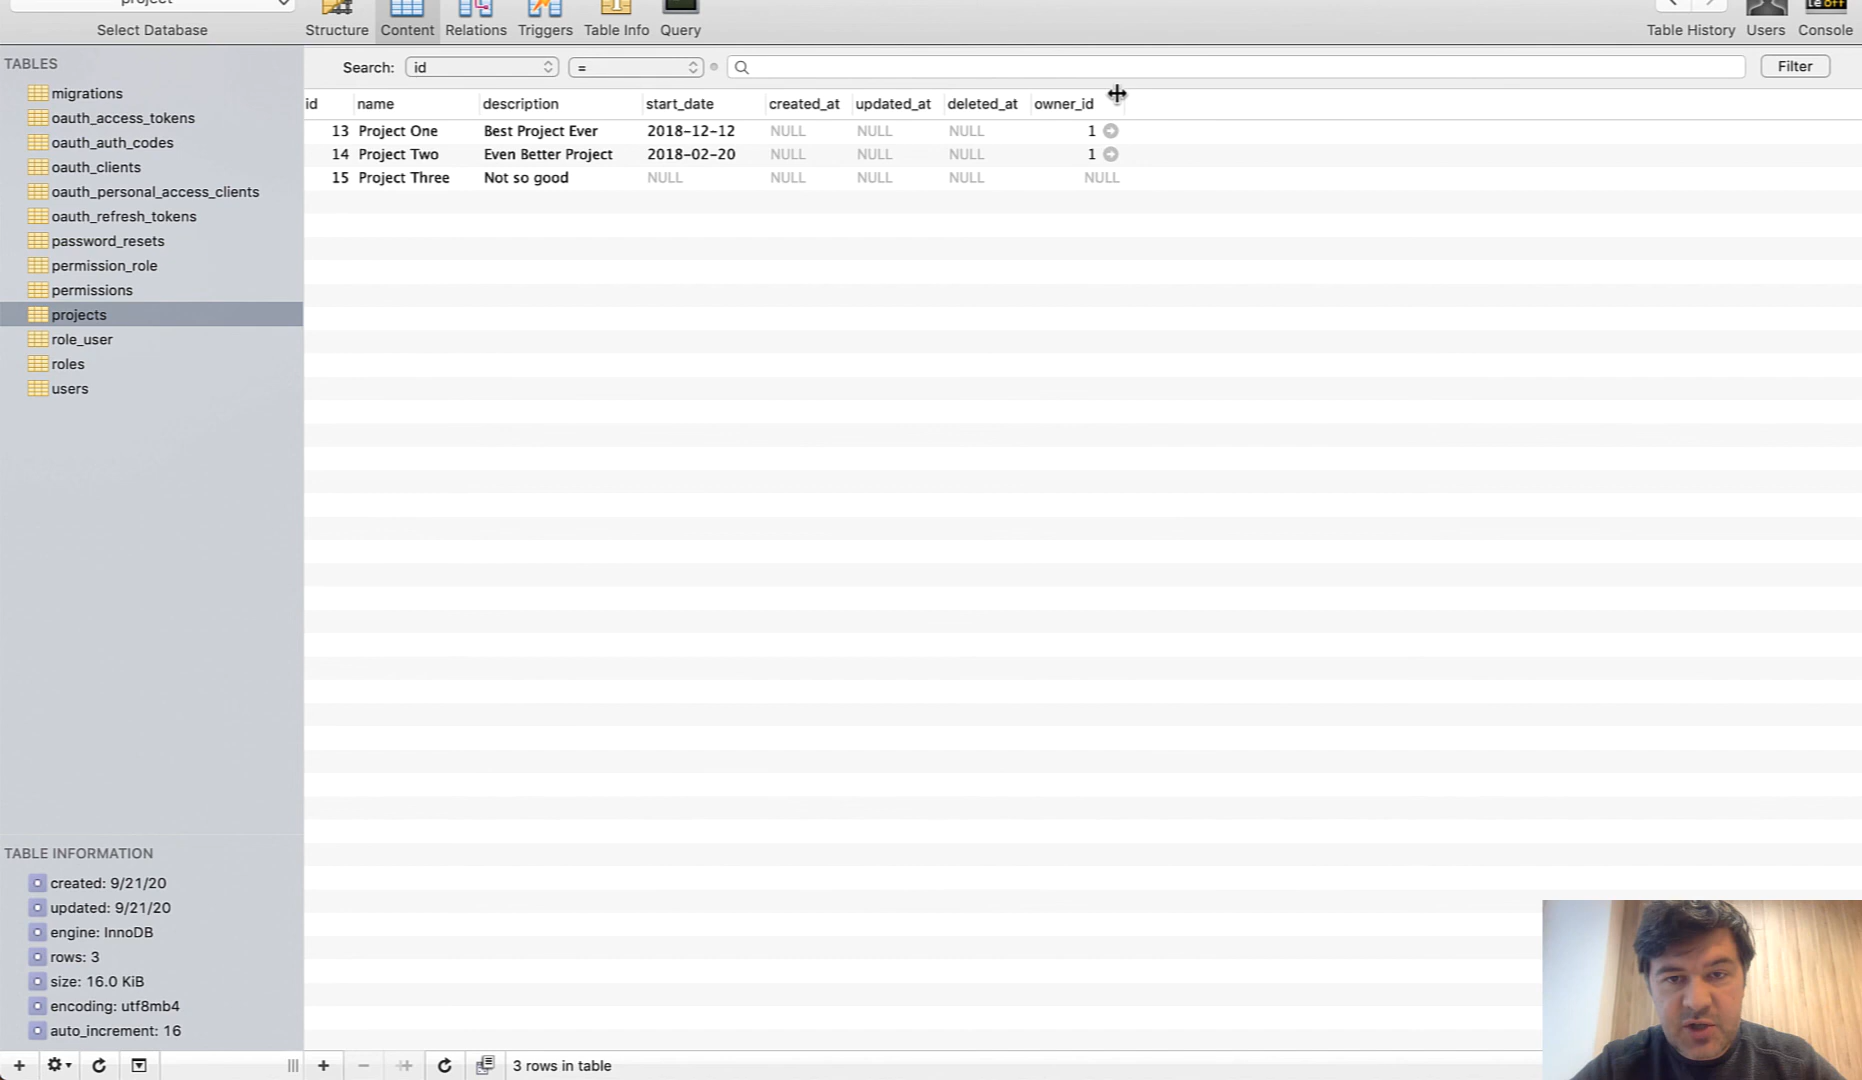 project
Select Database
Structure Content Relations Triggers Table Info Query
Table History Users Console
TABLES
migrations
oauth_access_tokens
oauth_auth_codes
oauth_clients
oauth_personal_access_clients
oauth_refresh_tokens
password_resets
permission_role
permissions
projects
role_user
roles
users
TABLE INFORMATION
created: 9/21/20
updated: 9/21/20
engine: InnoDB
rows: 3
size: 16.0 KiB
encoding: utf8mb4
auto_increment: 16
Search: id = Filter
id name description start_date created_at updated_at deleted_at owner_id
13 Project One Best Project Ever 2018-12-12 NULL NULL NULL 1
14 Project Two Even Better Project 2018-02-20 NULL NULL NULL 1
15 Project Three Not so good NULL NULL NULL NULL NULL
3 rows in table